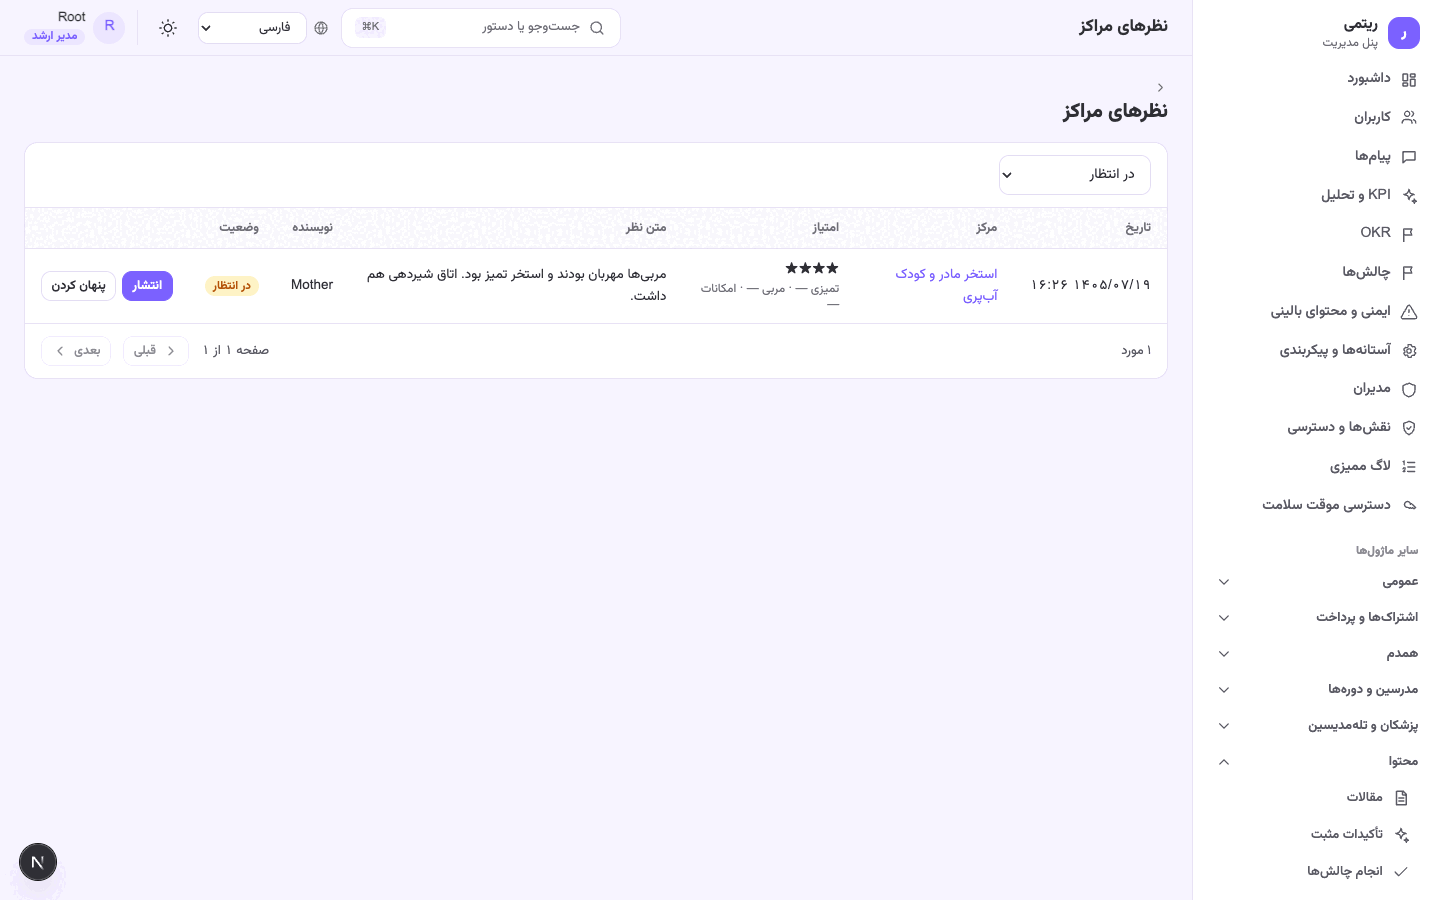 ر
ریتمی
پنل مدیریت
داشبورد
کاربران
پیام‌ها
KPI و تحلیل
OKR
چالش‌ها
ایمنی و محتوای بالینی
آستانه‌ها و پیکربندی
مدیران
نقش‌ها و دسترسی
لاگ ممیزی
دسترسی موقت سلامت
سایر ماژول‌ها
عمومی
اشتراک‌ها و پرداخت
همدم
مدرسین و دوره‌ها
پزشکان و تله‌مدیسین
محتوا
مقالات
تأکیدات مثبت
انجام چالش‌ها
نظرهای مراکز
جست‌وجو یا دستور
⌘K
فارسی
Root
مدیر ارشد
R
نظرهای مراکز
در انتظار
تاریخ مرکز امتیاز متن نظر نویسنده وضعیت
۱۴۰۵/۰۷/۱۹ ۱۶:۲۶
استخر مادر و کودک
آب‌پری
★★★★
تمیزی — · مربی — · امکانات
—
مربی‌ها مهربان بودند و استخر تمیز بود. اتاق شیردهی هم
داشت.
Mother
در انتظار
انتشار
پنهان کردن
۱ مورد
صفحه ۱ از ۱
قبلی
بعدی
N